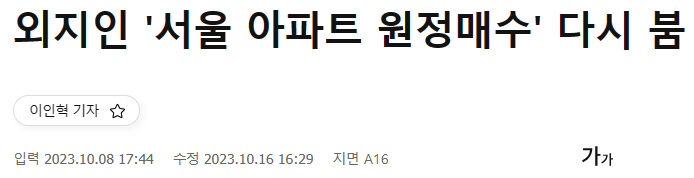 외지인 '서울 아파트 원정매수' 다시 붐
이인혁 기자
입력 2023.10.08 17:44 수정 2023.10.16 16:29 지면 A16 가가